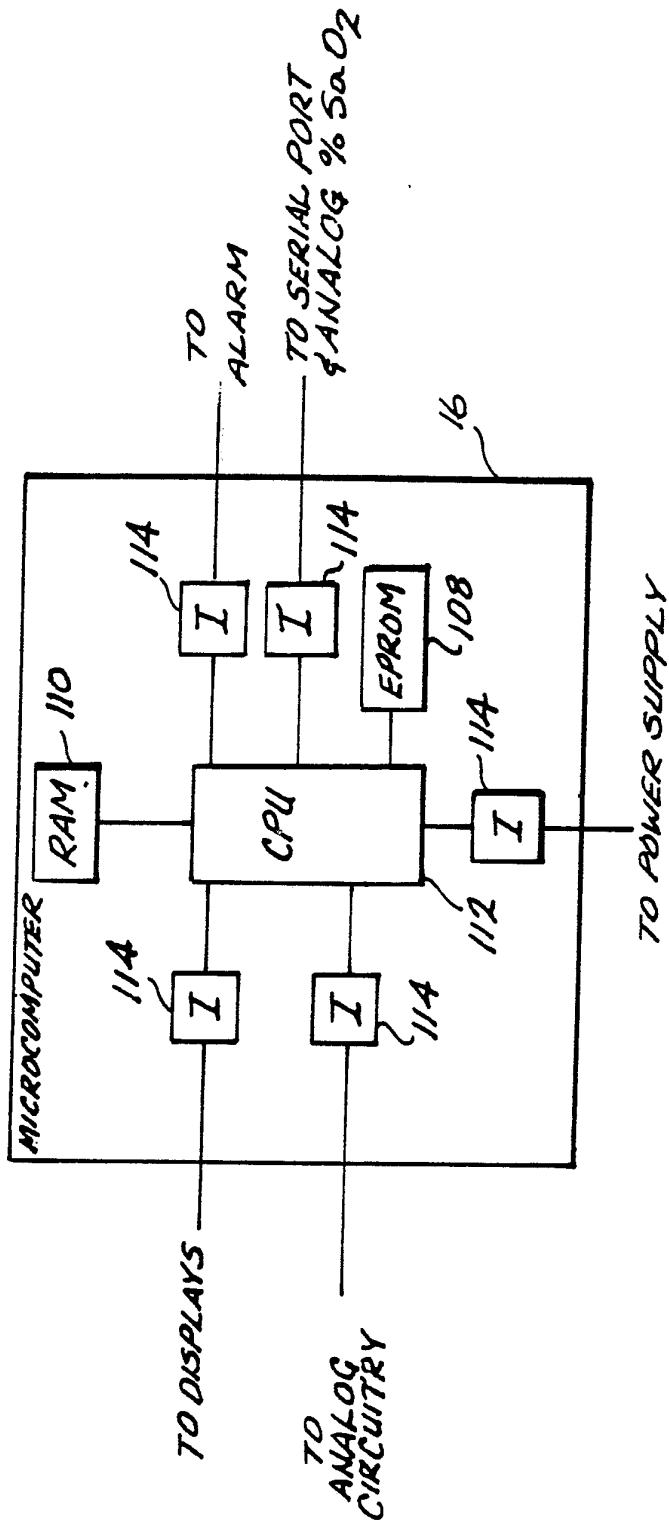 MICROCOMPUTER
RAM
110
114
I
TO DISPLAYS
114
I
TO
ALARM
CPU
112
114
I
TO SERIAL PORT
& ANALOG % SaO2
I
114
TO
ANALOG
CIRCUITRY
EPROM
108
114
I
TO POWER SUPPLY
16